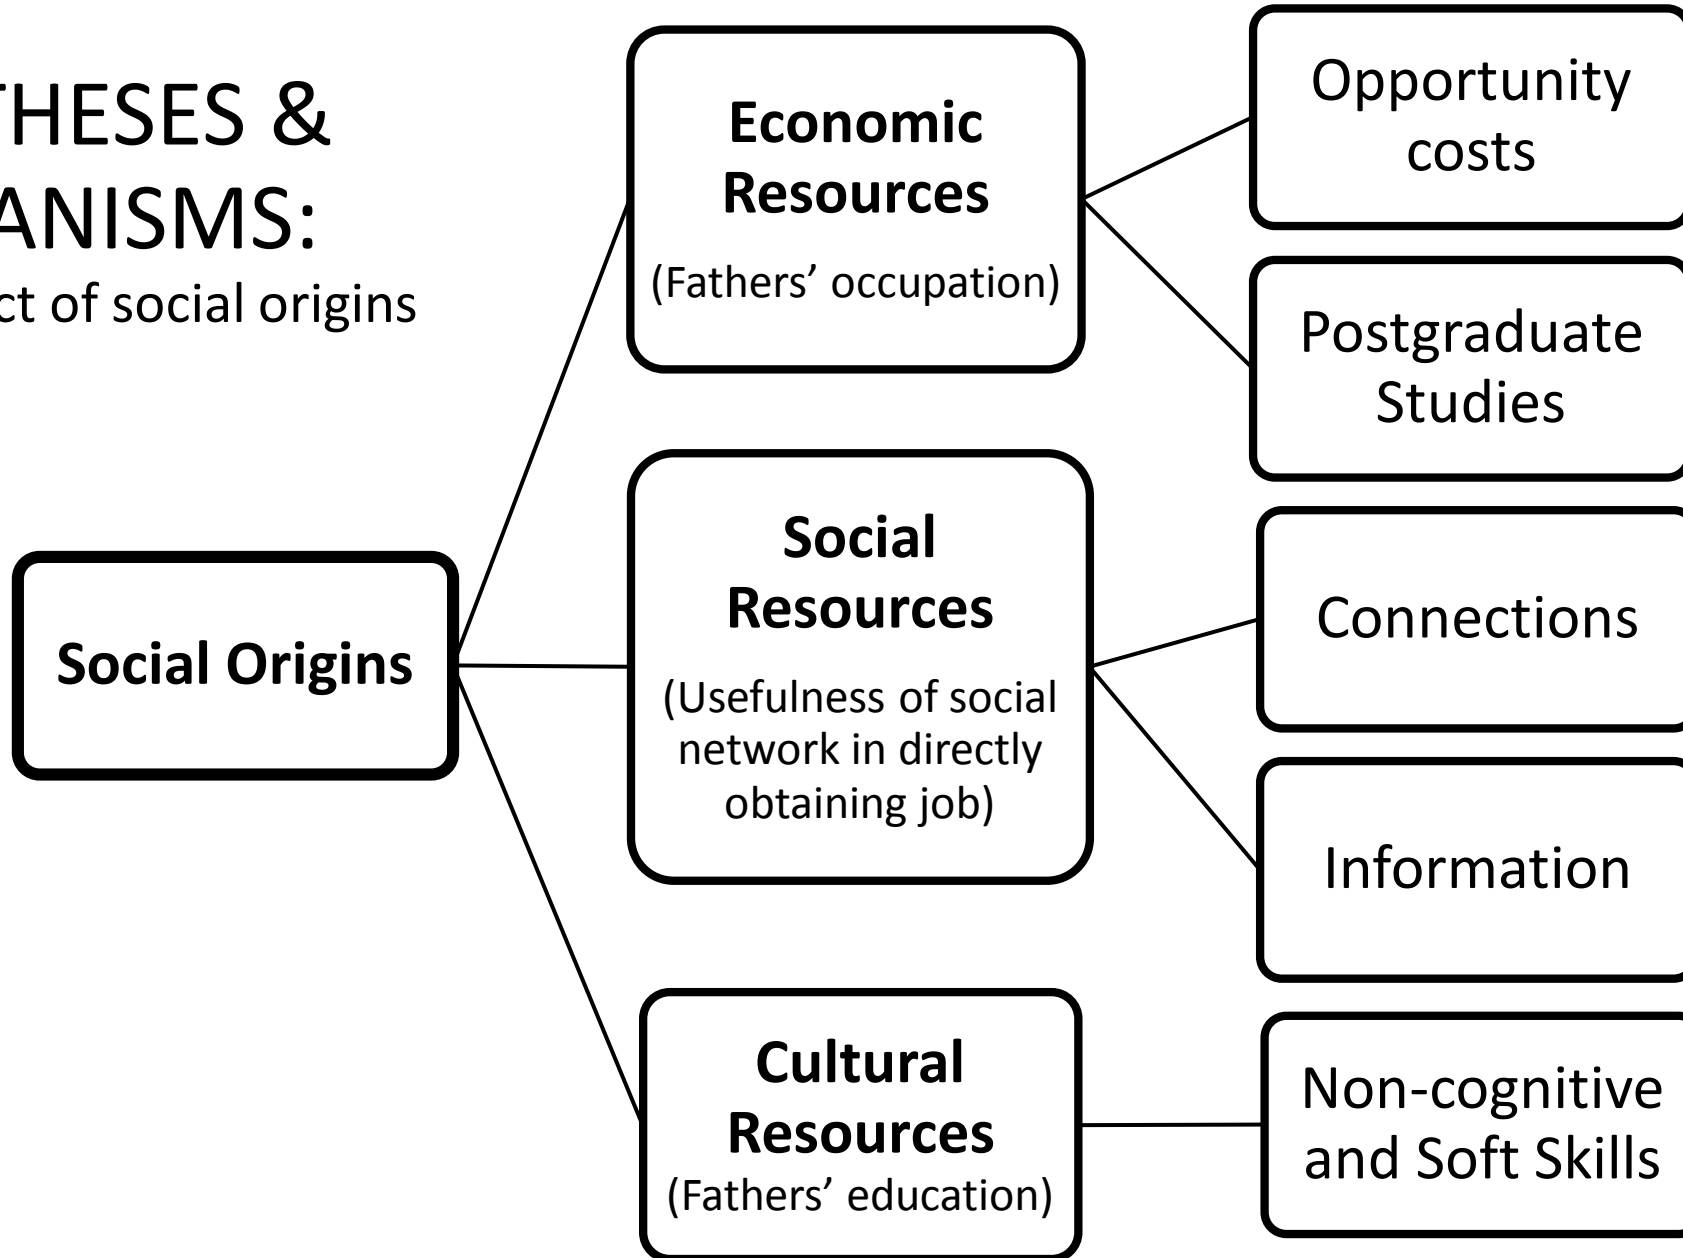 THESES &
ANISMS:
ct of social origins
Social Origins
Economic
Resources
(Fathers’ occupation)
Social
Resources
(Usefulness of social
network in directly
obtaining job)
Cultural
Resources
(Fathers’ education)
Opportunity
costs
Postgraduate
Studies
Connections
Information
Non-cognitive
and Soft Skills